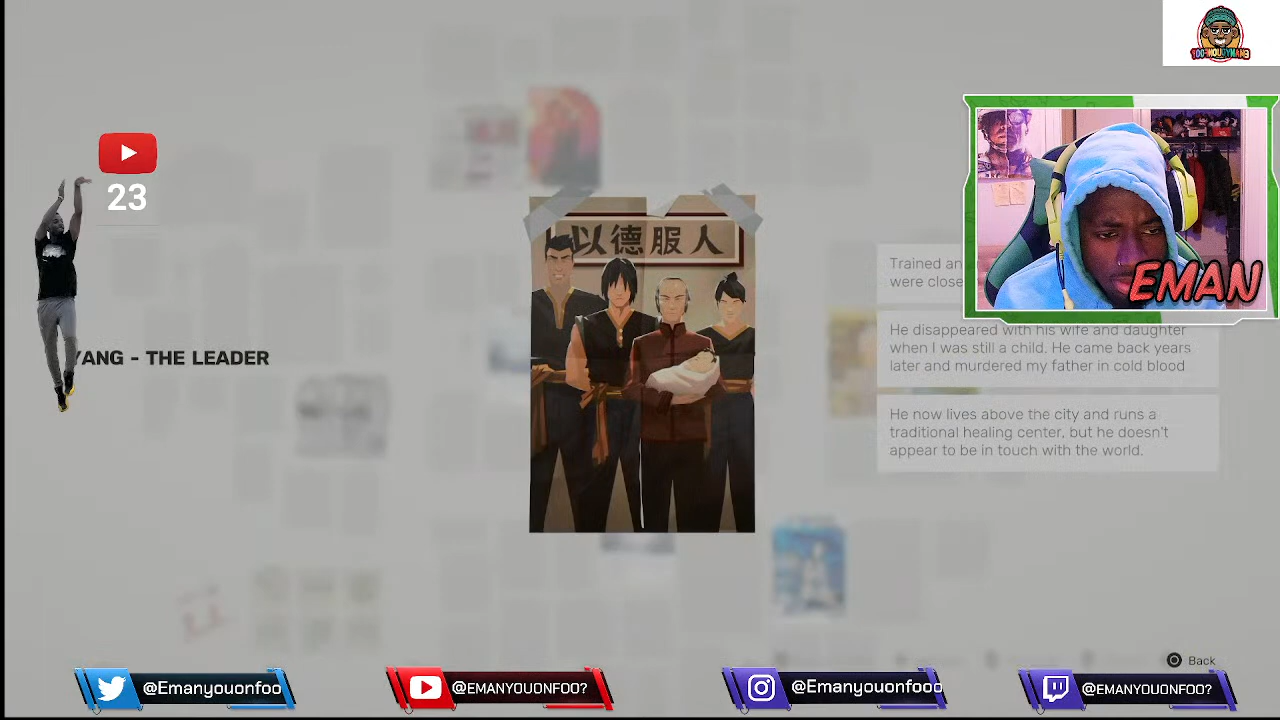 EMANYOUONFOO?
23
以德服人
YANG - THE LEADER
Trained an
were close
He disappeared with his wife and daughter
when I was still a child. He came back years
later and murdered my father in cold blood
He now lives above the city and runs a
traditional healing center, but he doesn't
appear to be in touch with the world.
EMAN
Back
@Emanyouonfoo
@EMANYOUONFOO?
@Emanyouonfooo
@EMANYOUONFOO?